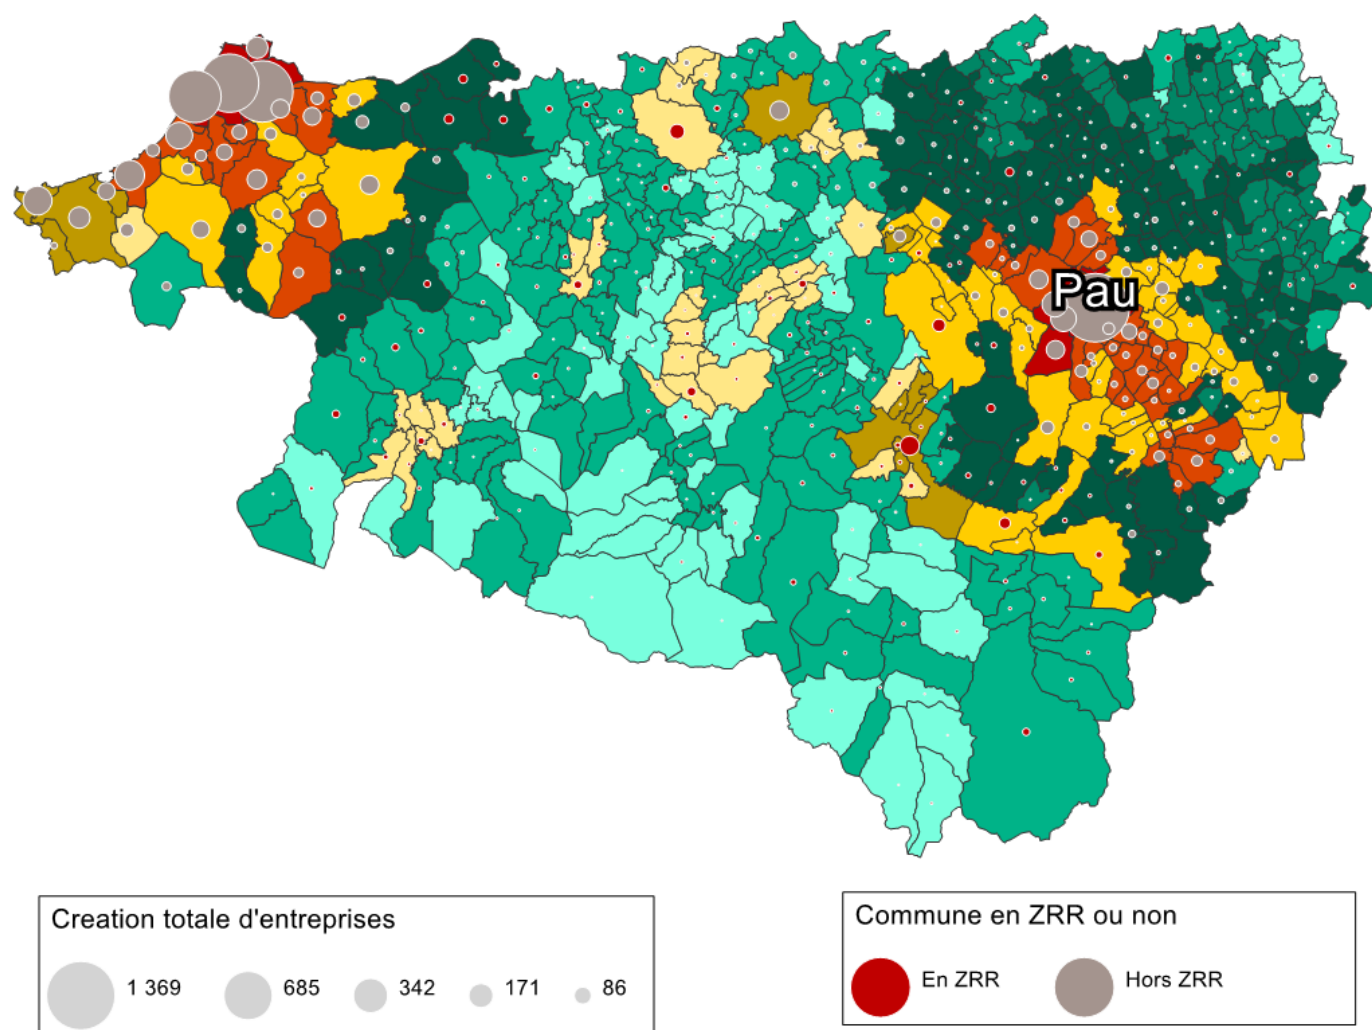 Pau
Creation totale d'entreprises
1 369
685
342
171
86
Commune en ZRR ou non
En ZRR
Hors ZRR